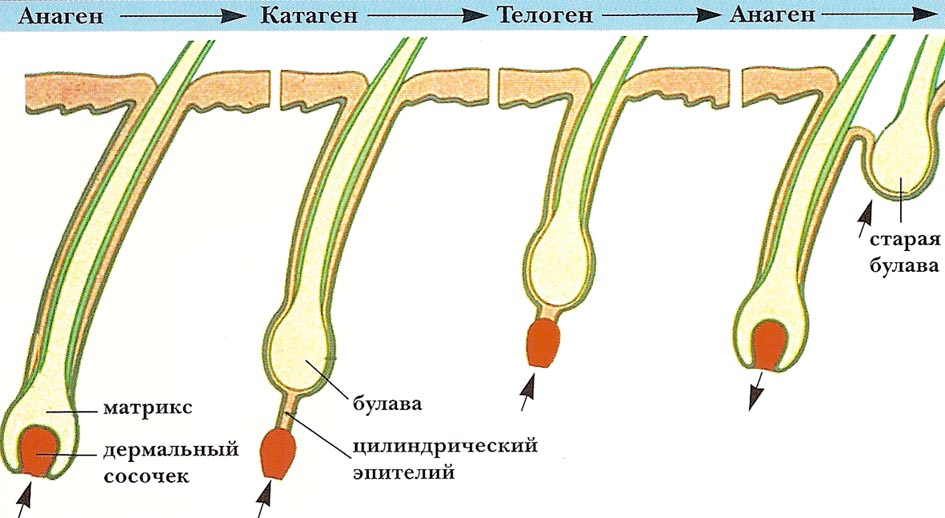 Анаген Катаген Телоген Анаген
старая
булава
матрикс
дермальный
сосочек
булава
цилиндрический
эпителий